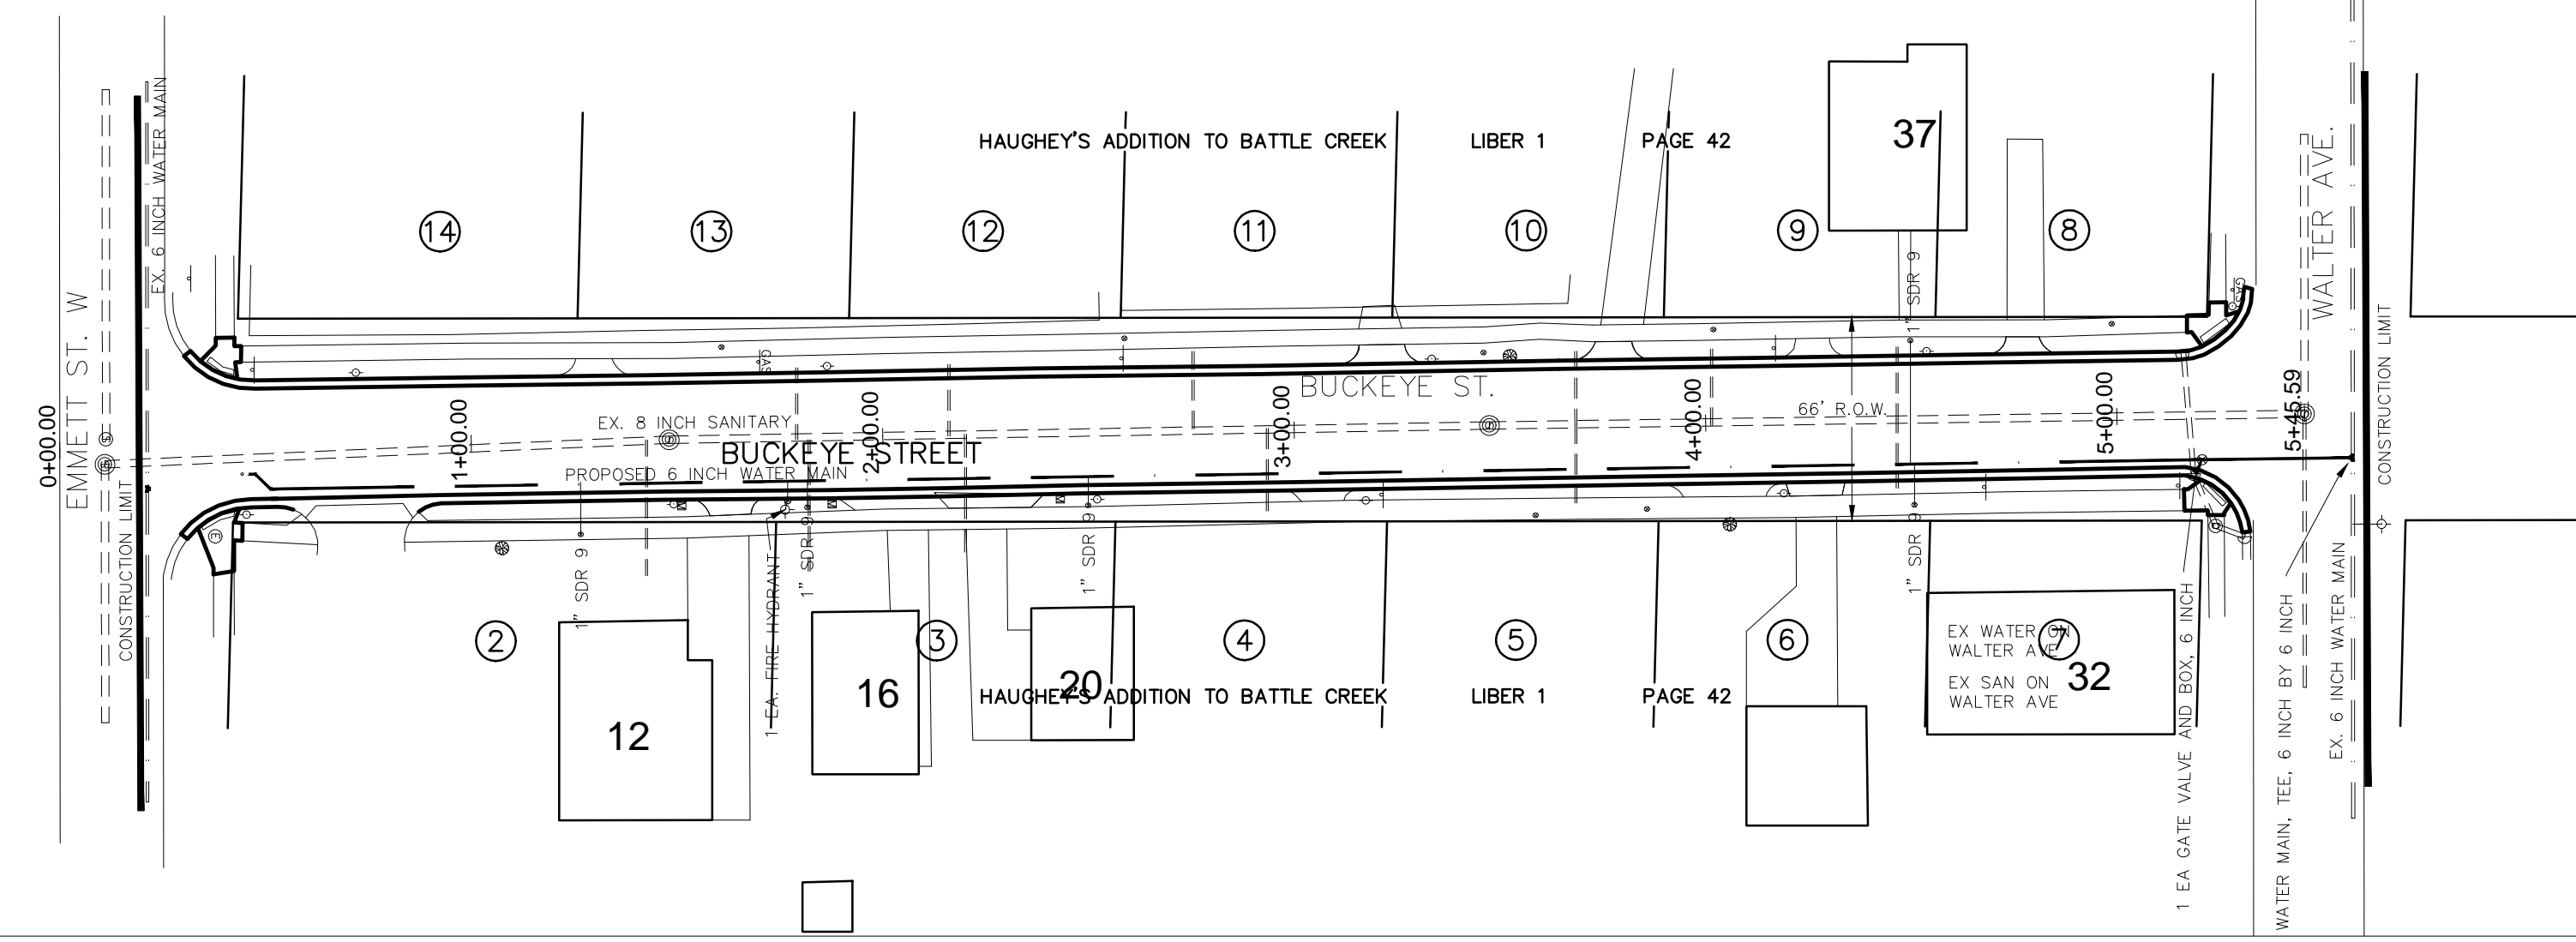 HAUGHEY'S ADDITION TO BATTLE CREEK LIBER 1 PAGE 42
37
14
13
12
11
10
9
8
EX. 6 INCH WATER MAIN
EMMETT ST. W
WALTER AVE.
1" SDR 9
GAS
GAS
CONSTRUCTION LIMIT
BUCKEYE ST.
66' R.O.W.
0+00.00
1+00.00
2+00.00
3+00.00
4+00.00
5+00.00
5+45.59
EX. 8 INCH SANITARY
BUCKEYE STREET
PROPOSED 6 INCH WATER MAIN
CONSTRUCTION LIMIT
S
S
S
S
S
E
1" SDR 9
1 EA. FIRE HYDRANT
1" SDR 9
1" SDR 9
1" SDR 9
2
3
4
5
6
7
EX WATER ON
WALTER AVE
EX SAN ON
WALTER AVE
12
16
20
32
HAUGHEY'S ADDITION TO BATTLE CREEK LIBER 1 PAGE 42
1 EA GATE VALVE AND BOX, 6 INCH
WATER MAIN, TEE, 6 INCH BY 6 INCH
EX. 6 INCH WATER MAIN